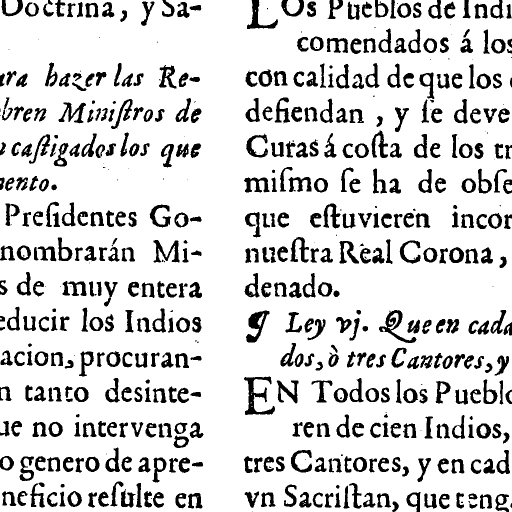 Doctrina, y Sa-
ara hazer las Re-
bren Miniſtros de
caſtigados los que
mento.
Preſidentes Go-
nombrarán Mi-
s de muy entera
educir los Indios
acion, procuran-
n tanto desinte-
ue no intervenga
o genero de apre-
neficio reſulte en
LOs Pueblos de Indi
comendados á los
con calidad de que los
defiendan, y ſe deve
Curas á coſta de los tr
miſmo ſe ha de obſe
que eſtuvieren incor
nueſtra Real Corona,
denado.
¶ Ley vj. Que en cada
dos, ò tres Cantores, y
EN Todos los Pueblo
ren de cien Indios,
tres Cantores, y en cad
vn Sacriſtan, que tenga